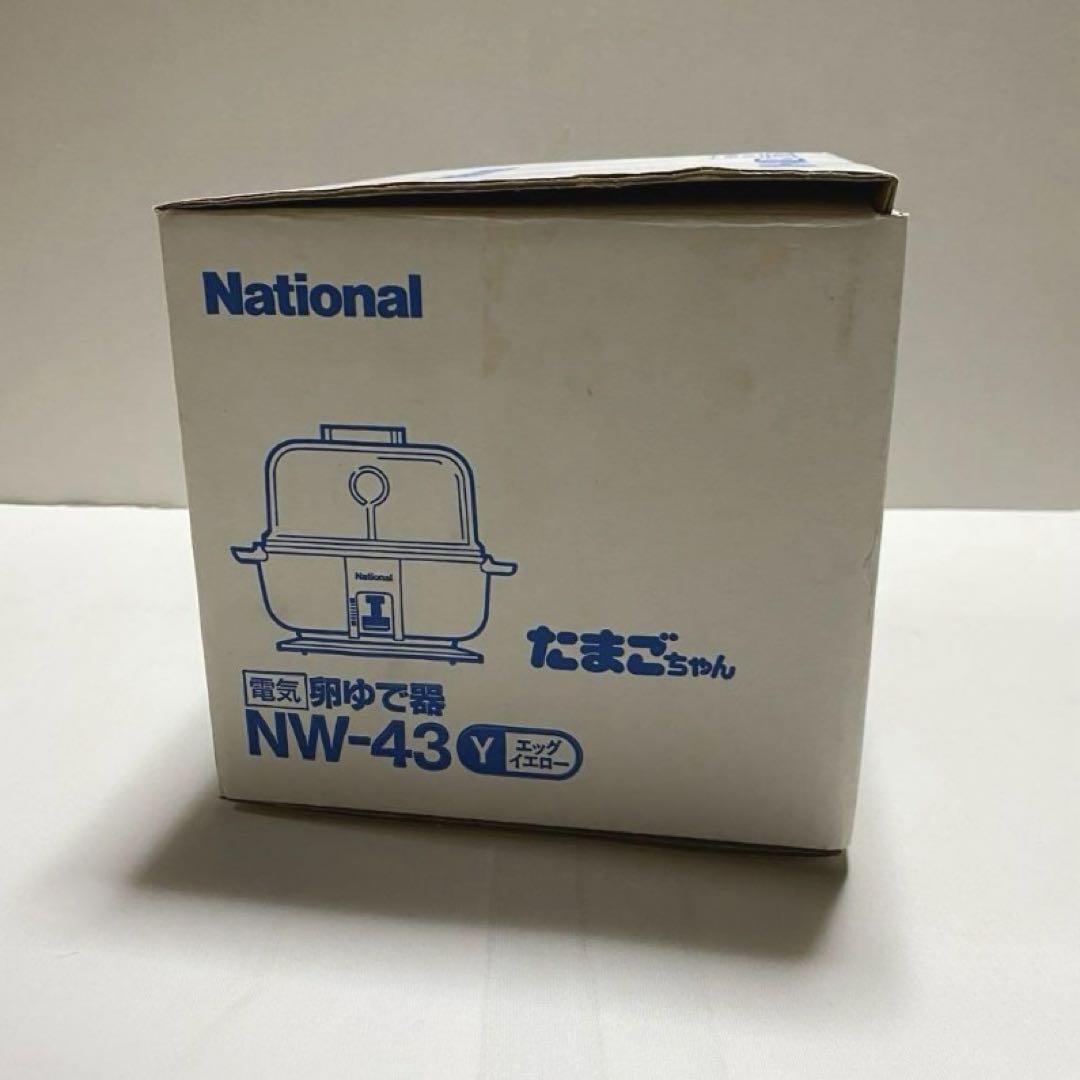 National
National
たまごちゃん
電気 卵ゆで器
NW-43 Y エッグ
イエロー